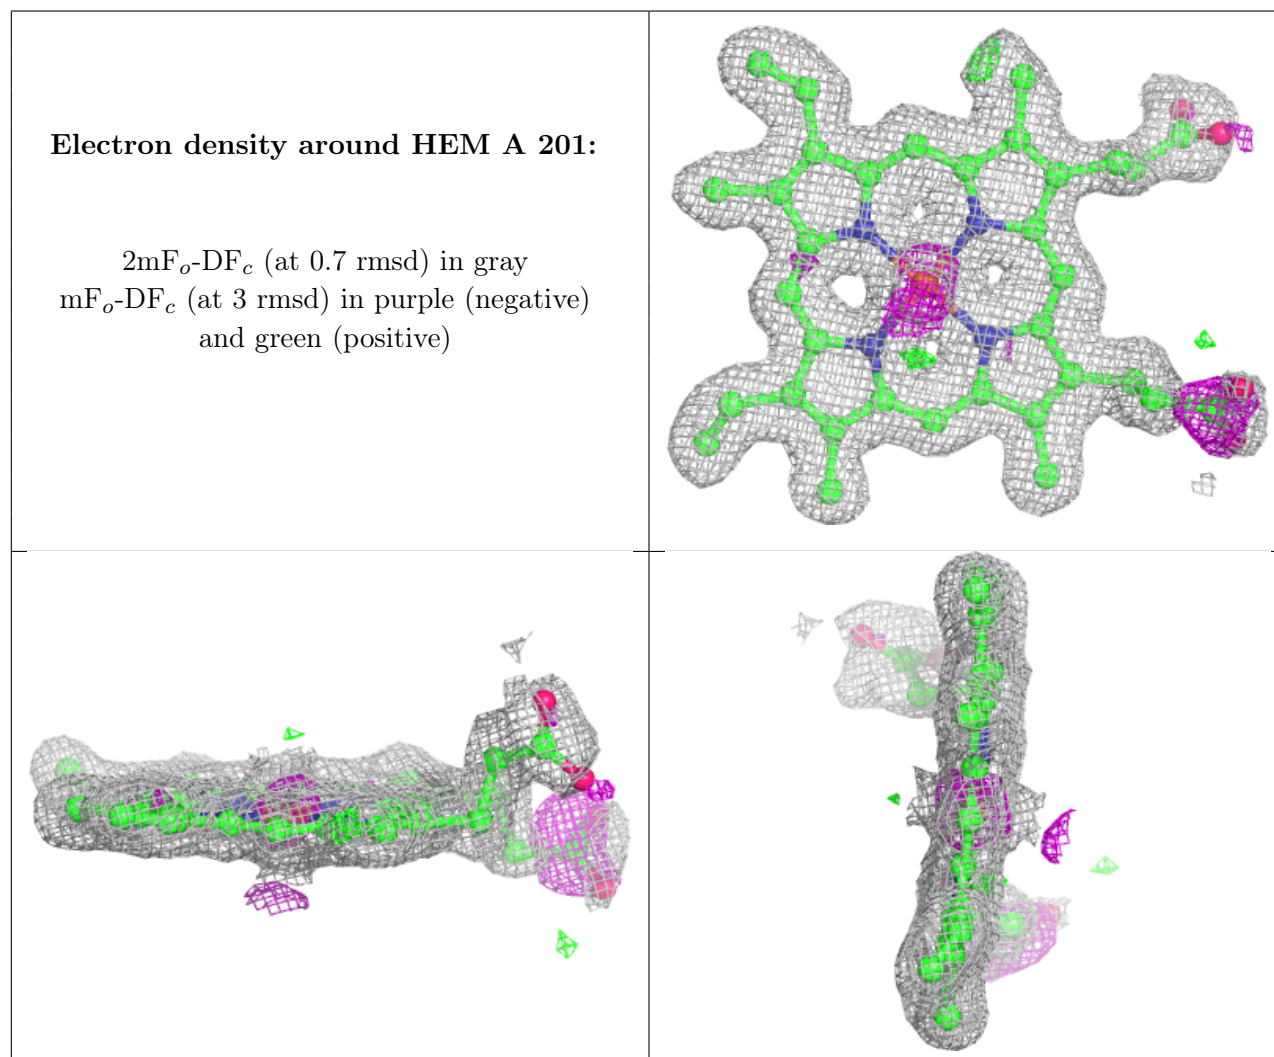 Electron density around HEM A 201:
2mFₒ-DF𝒸 (at 0.7 rmsd) in gray
mFₒ-DF𝒸 (at 3 rmsd) in purple (negative)
and green (positive)